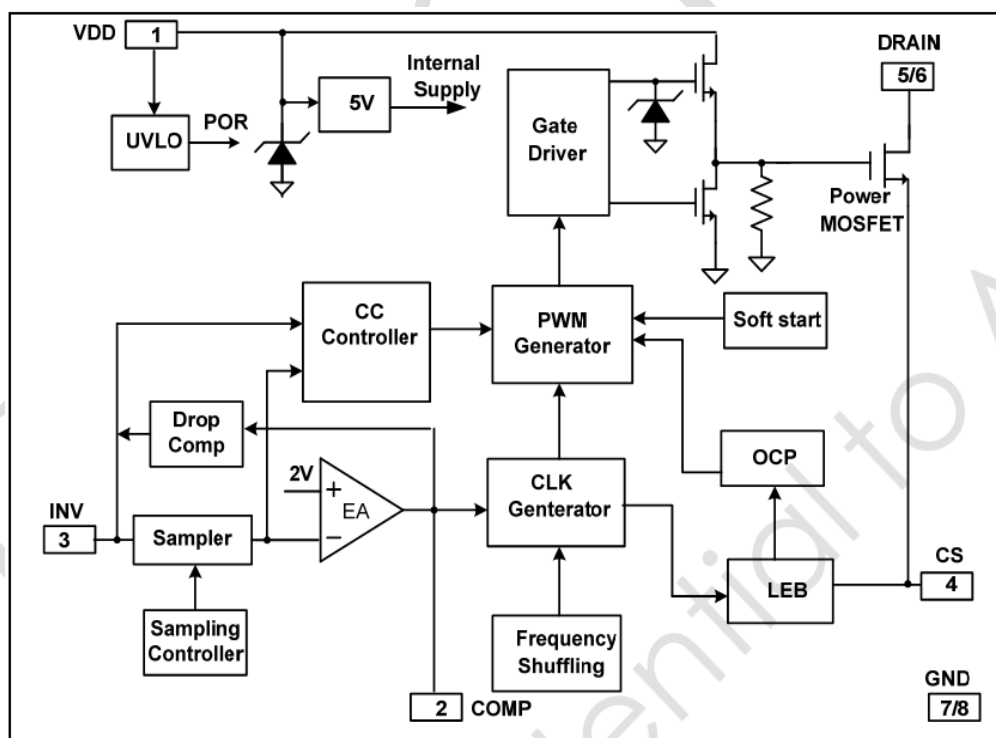 VDD
1
DRAIN
5/6
Internal
Supply
5V
UVLO
POR
Gate
Driver
Power
MOSFET
CC
Controller
PWM
Generator
Soft start
Drop
Comp
OCP
2V
+
EA
−
CLK
Genterator
INV
3
Sampler
LEB
CS
4
Sampling
Controller
Frequency
Shuffling
GND
7/8
2
COMP
ential to A